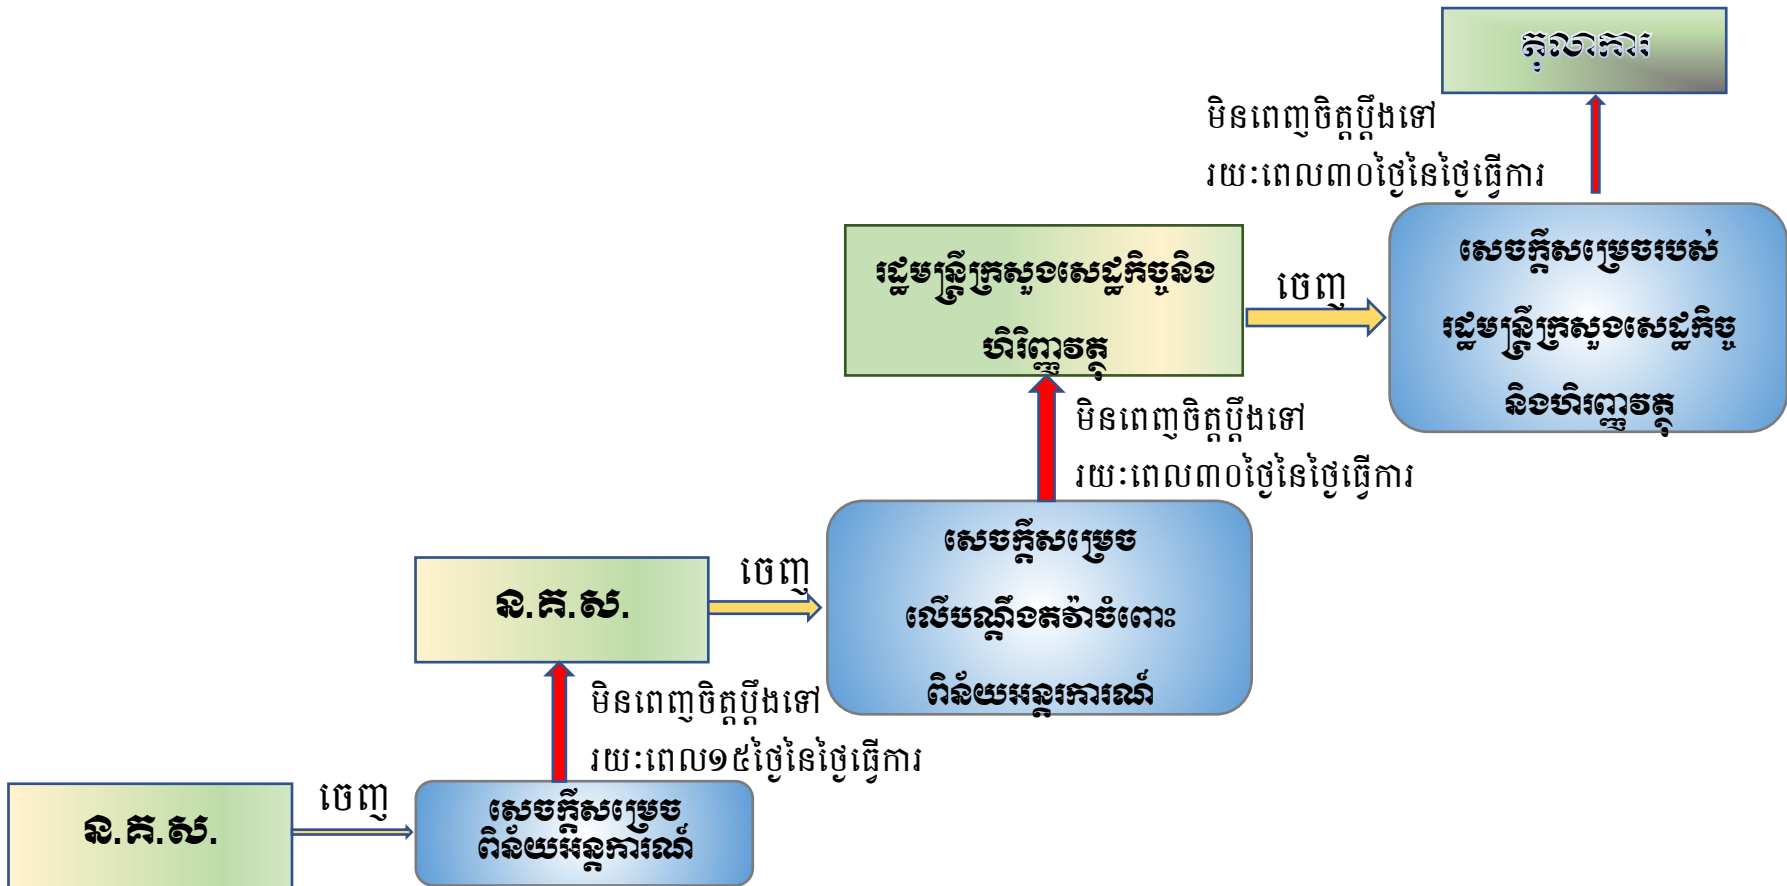 តុលាការ
មិនពេញចិត្តប្ដឹងទៅ
រយៈពេល៣០ថ្ងៃនៃថ្ងៃធ្វើការ
រដ្ឋមន្ត្រីក្រសួងសេដ្ឋកិច្ចនិង
ហិរិញ្ញវត្ថុ
ចេញ
សេចក្ដីសម្រេចរបស់
រដ្ឋមន្ត្រីក្រសួងសេដ្ឋកិច្ច
និងហិរញ្ញវត្ថុ
មិនពេញចិត្តប្ដឹងទៅ
រយៈពេល៣០ថ្ងៃនៃថ្ងៃធ្វើការ
ន.គ.ស.
ចេញ
សេចក្ដីសម្រេច
លើបណ្ដឹងតវ៉ាចំពោះ
ពិន័យអន្តរការណ៍
មិនពេញចិត្តប្ដឹងទៅ
រយៈពេល១៥ថ្ងៃនៃថ្ងៃធ្វើការ
ន.គ.ស.
ចេញ
សេចក្ដីសម្រេច
ពិន័យអន្តការណ៍